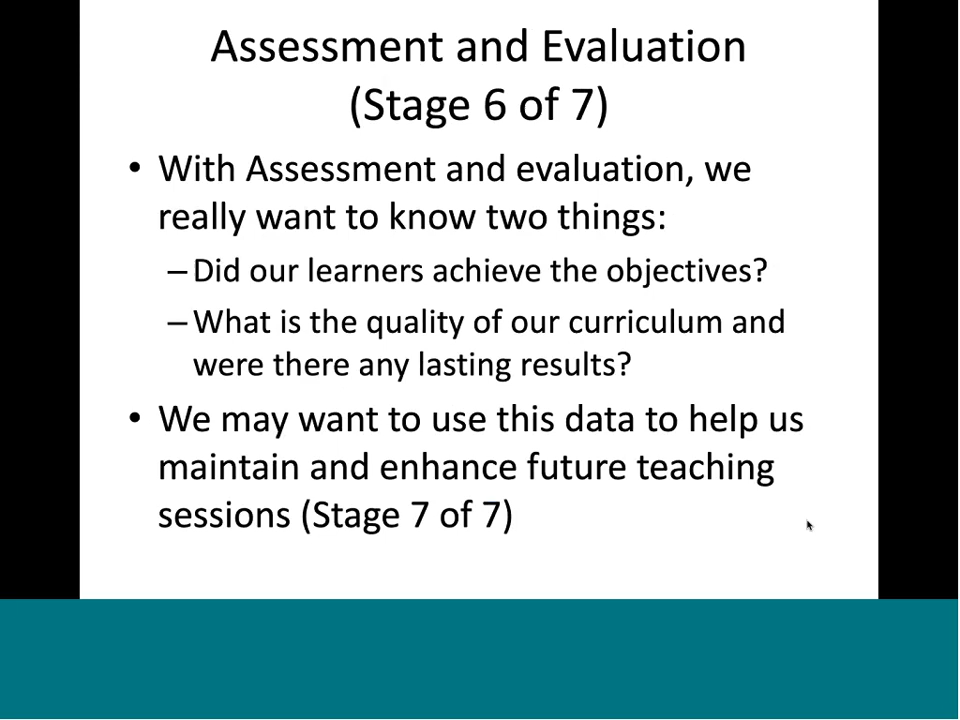 Assessment and Evaluation
(Stage 6 of 7)
• With Assessment and evaluation, we
really want to know two things:
– Did our learners achieve the objectives?
– What is the quality of our curriculum and
were there any lasting results?
• We may want to use this data to help us
maintain and enhance future teaching
sessions (Stage 7 of 7)